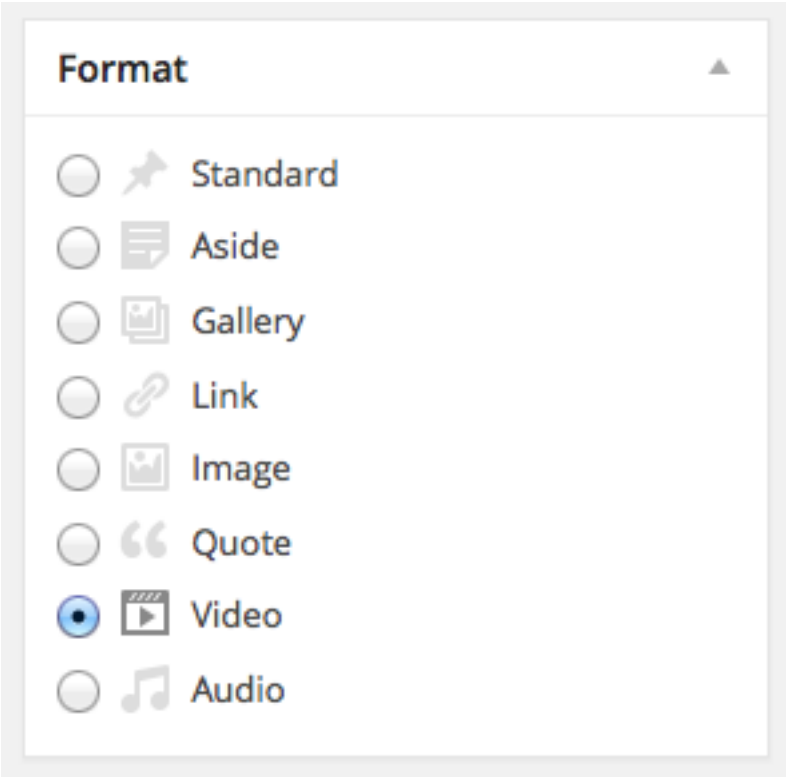 Format
Standard
Aside
Gallery
Link
Image
Quote
Video
Audio